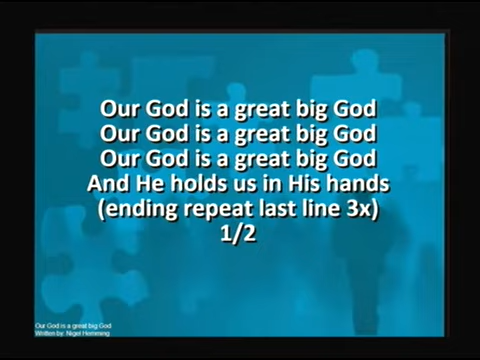 Our God is a great big God
Our God is a great big God
Our God is a great big God
And He holds us in His hands
(ending repeat last line 3x)
1/2
Our God is a great big God
Written by: Nigel Hemming